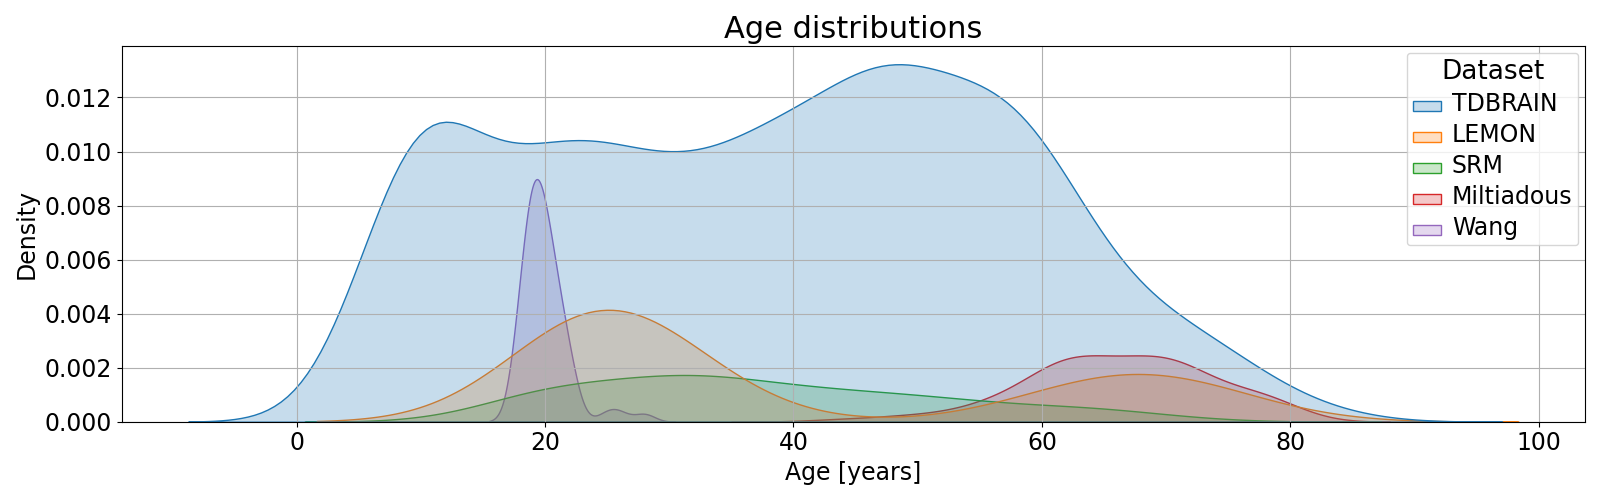 Age distributions
Density
0.012
0.010
0.008
0.006
0.004
0.002
0.000
0 20 40 60 80 100
Age [years]
Dataset
TDBRAIN
LEMON
SRM
Miltiadous
Wang